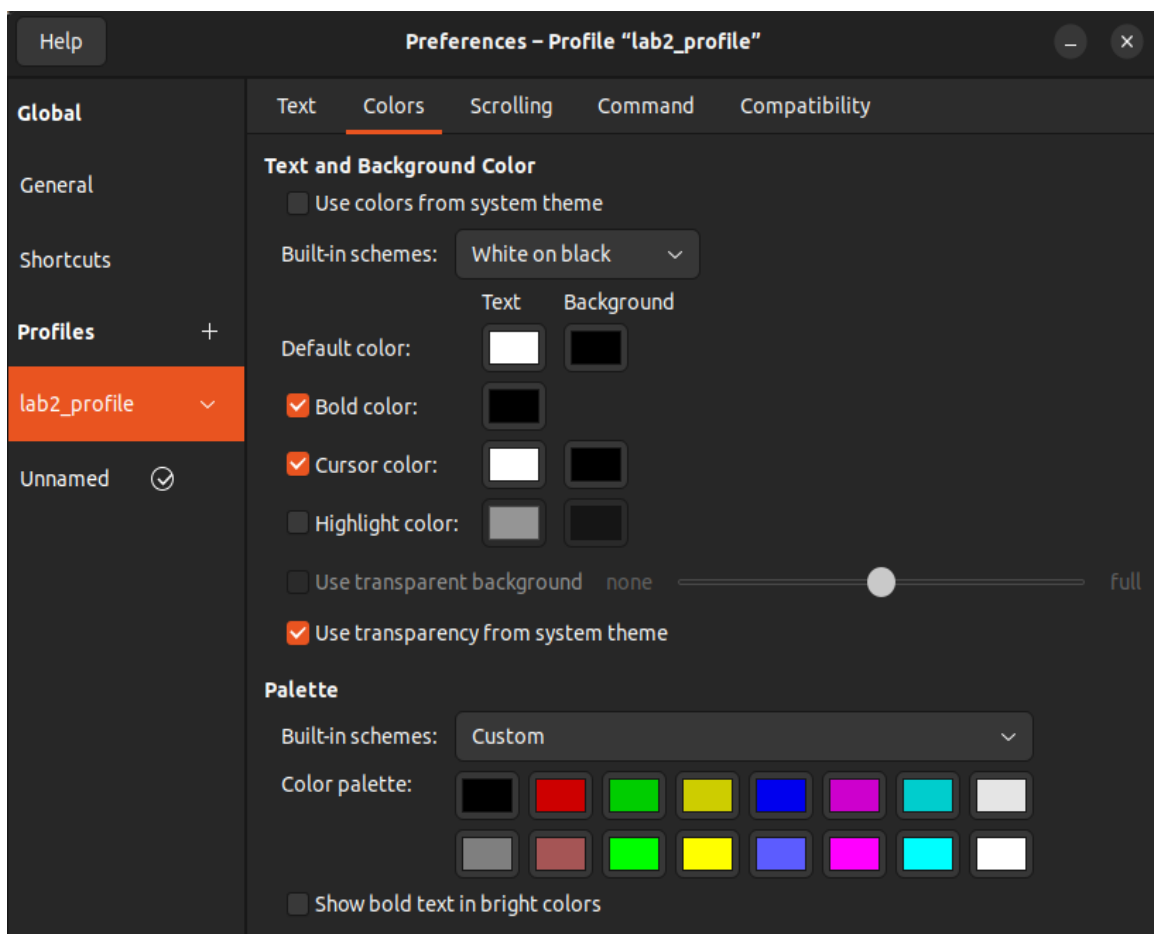 Help
Preferences – Profile “lab2_profile”
Global
General
Shortcuts
Profiles
lab2_profile
Unnamed
Text Colors Scrolling Command Compatibility
Text and Background Color
Use colors from system theme
Built-in schemes: White on black
Text Background
Default color:
Bold color:
Cursor color:
Highlight color:
Use transparent background none full
Use transparency from system theme
Palette
Built-in schemes: Custom
Color palette:
Show bold text in bright colors